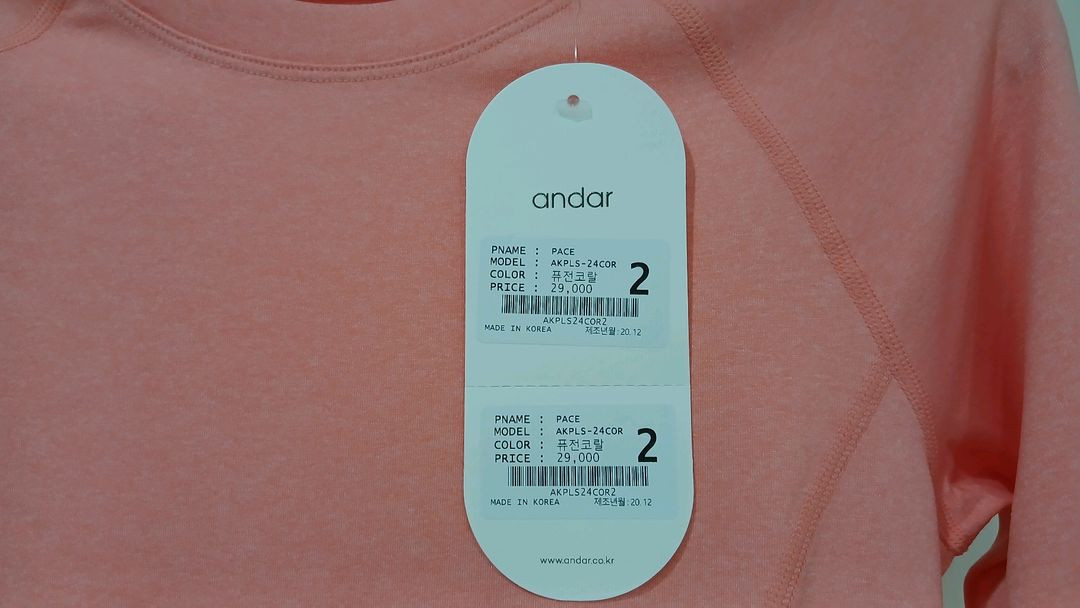 andar
PNAME : PACE
MODEL : AKPLS-24COR
COLOR : 퓨전코랄
PRICE : 29,000
2
AKPLS24COR2
MADE IN KOREA 제조년월:20.12
PNAME : PACE
MODEL : AKPLS-24COR
COLOR : 퓨전코랄
PRICE : 29,000
2
AKPLS24COR2
MADE IN KOREA 제조년월:20.12
www.andar.co.kr